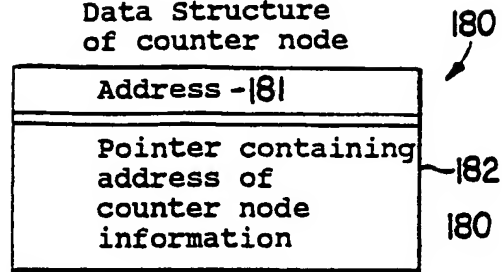 Data Structure
of counter node
180
Address -181
Pointer containing
address of
counter node
information
182
180